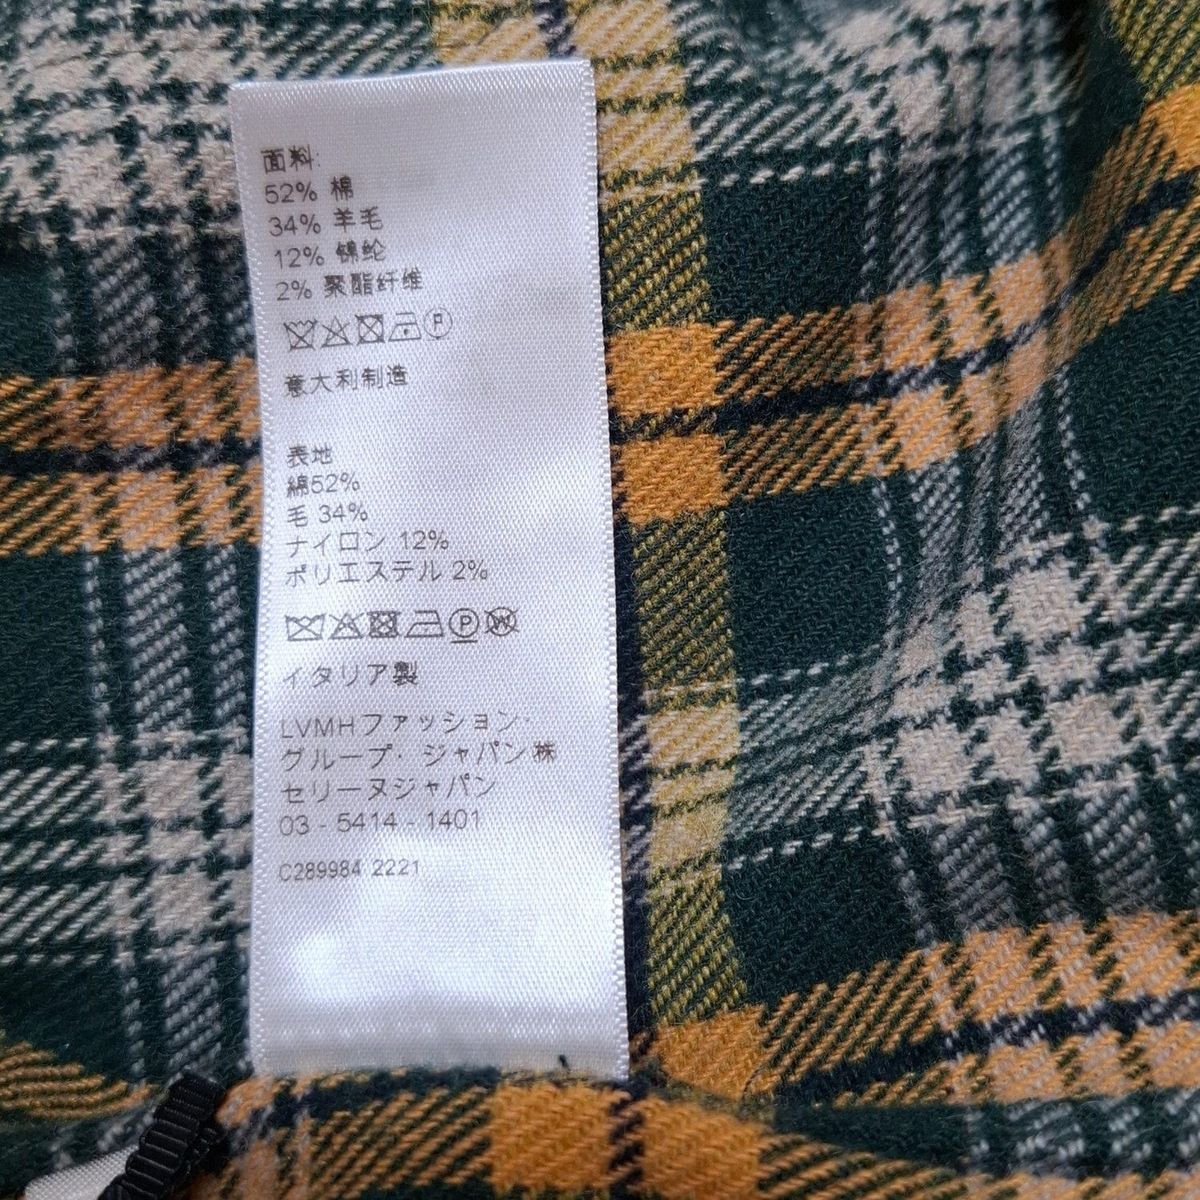 面料:
52% 棉
34% 羊毛
12% 锦纶
2% 聚酯纤维
P
意大利制造
表地
綿52%
毛 34%
ナイロン 12%
ポリエステル 2%
P W
イタリア製
LVMHファッション・
グループ・ジャパン株
セリーヌジャパン
03 - 5414 - 1401
C289984 2221